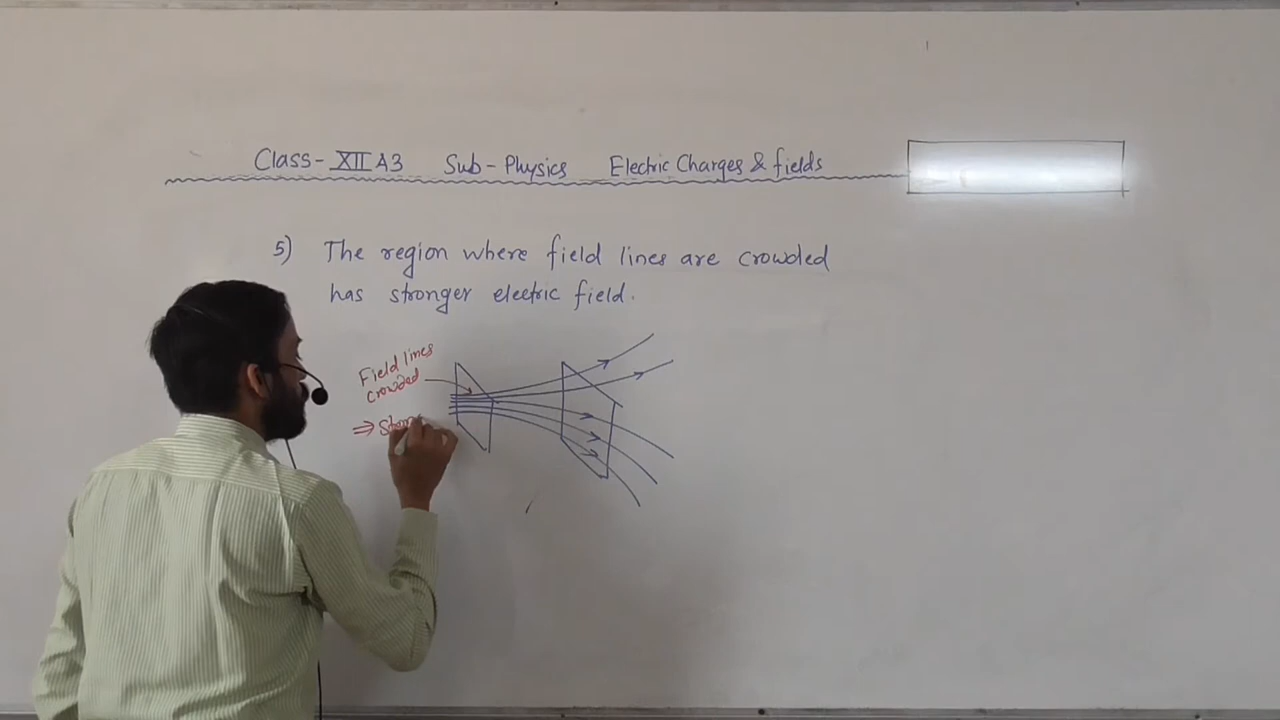 Class - XII A3 Sub - Physics Electric Charges & fields
5) The region where field lines are crowded
has stronger electric field.
Field lines
crowded
⇒